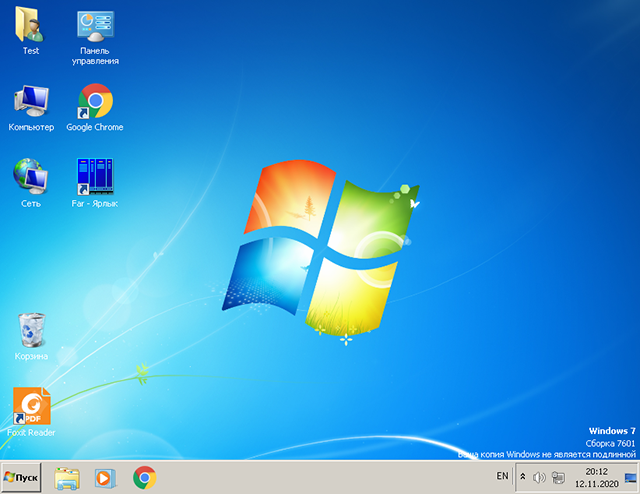 Test
Панель
управления
Компьютер
Google Chrome
Сеть
Far - Ярлык
Корзина
PDF
Foxit Reader
Windows 7
Сборка 7601
Ваша копия Windows не является подлинной
Пуск
EN
20:12
12.11.2020